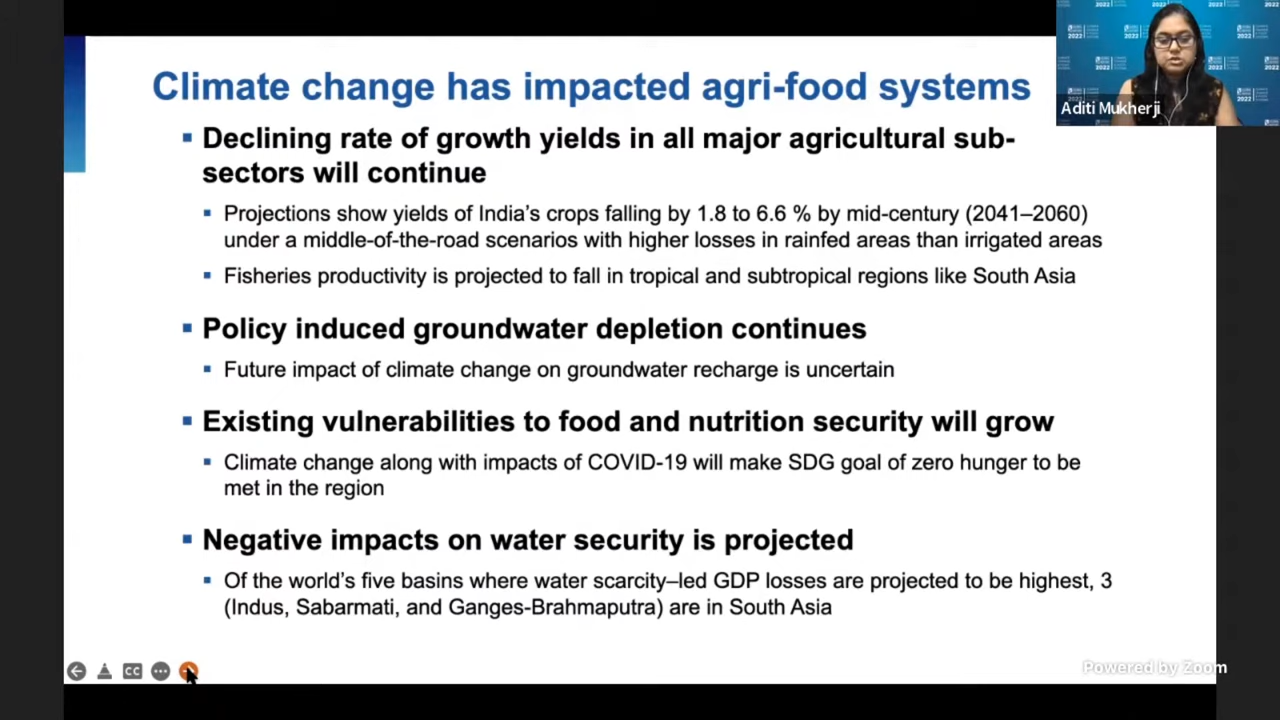 Climate change has impacted agri-food systems
Declining rate of growth yields in all major agricultural sub-
sectors will continue
Projections show yields of India's crops falling by 1.8 to 6.6 % by mid-century (2041–2060)
under a middle-of-the-road scenarios with higher losses in rainfed areas than irrigated areas
Fisheries productivity is projected to fall in tropical and subtropical regions like South Asia
Policy induced groundwater depletion continues
Future impact of climate change on groundwater recharge is uncertain
Existing vulnerabilities to food and nutrition security will grow
Climate change along with impacts of COVID-19 will make SDG goal of zero hunger to be
met in the region
Negative impacts on water security is projected
Of the world's five basins where water scarcity–led GDP losses are projected to be highest, 3
(Indus, Sabarmati, and Ganges-Brahmaputra) are in South Asia
Aditi Mukherji
2022
CC
Powered by Zoom